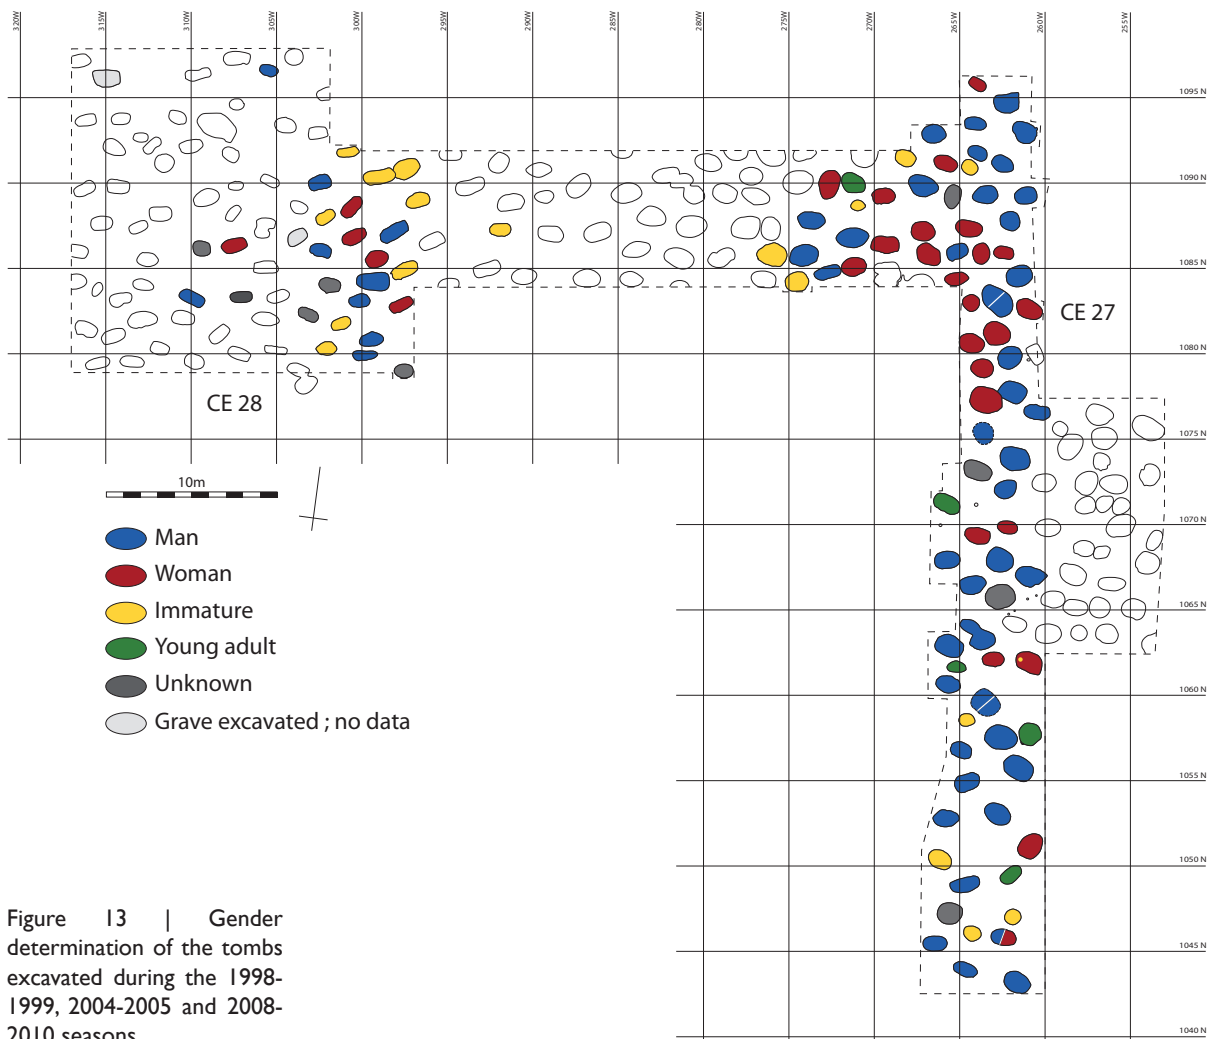 320W 315W 310W 305W 300W 295W 290W 285W 280W 275W 270W 265W 260W 255W
1095 N
1090 N
1085 N
CE 27
1080 N
CE 28
1075 N
10m
1070 N
Man
Woman
Immature
1065 N
Young adult
Unknown
1060 N
Grave excavated ; no data
1055 N
1050 N
Figure 13 | Gender
determination of the tombs
excavated during the 1998-
1999, 2004-2005 and 2008-
2010 seasons
1045 N
1040 N